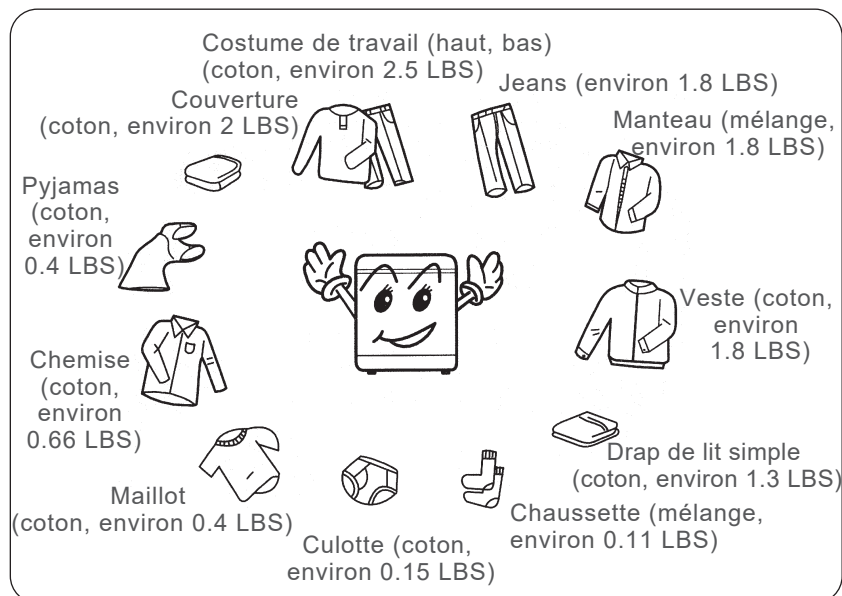 Costume de travail (haut, bas)
(coton, environ 2.5 LBS)
Jeans (environ 1.8 LBS)
Couverture
(coton, environ 2 LBS)
Manteau (mélange,
environ 1.8 LBS)
Pyjamas
(coton,
environ
0.4 LBS)
Veste (coton,
environ
1.8 LBS)
Chemise
(coton,
environ
0.66 LBS)
Drap de lit simple
(coton, environ 1.3 LBS)
Maillot
(coton, environ 0.4 LBS)
Chaussette (mélange,
environ 0.11 LBS)
Culotte (coton,
environ 0.15 LBS)